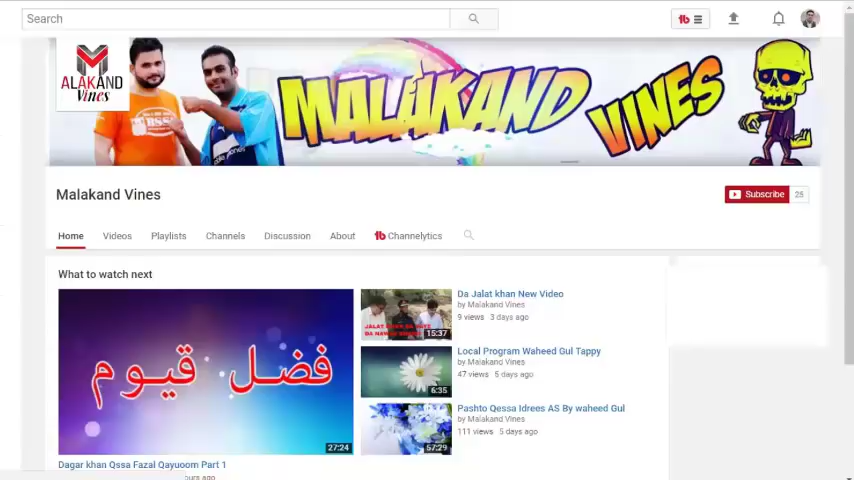 Search
ALAKAND
Vines
MALAKAND VINES
Malakand Vines
Subscribe 25
Home Videos Playlists Channels Discussion About Channelytics
What to watch next
فضل قیوم
27:24
Dagar khan Qssa Fazal Qayuoom Part 1
ours ago
15:37
Da Jalat khan New Video
by Malakand Vines
9 views 3 days ago
6:35
Local Program Waheed Gul Tappy
by Malakand Vines
47 views 5 days ago
57:29
Pashto Qessa Idrees AS By waheed Gul
by Malakand Vines
111 views 5 days ago